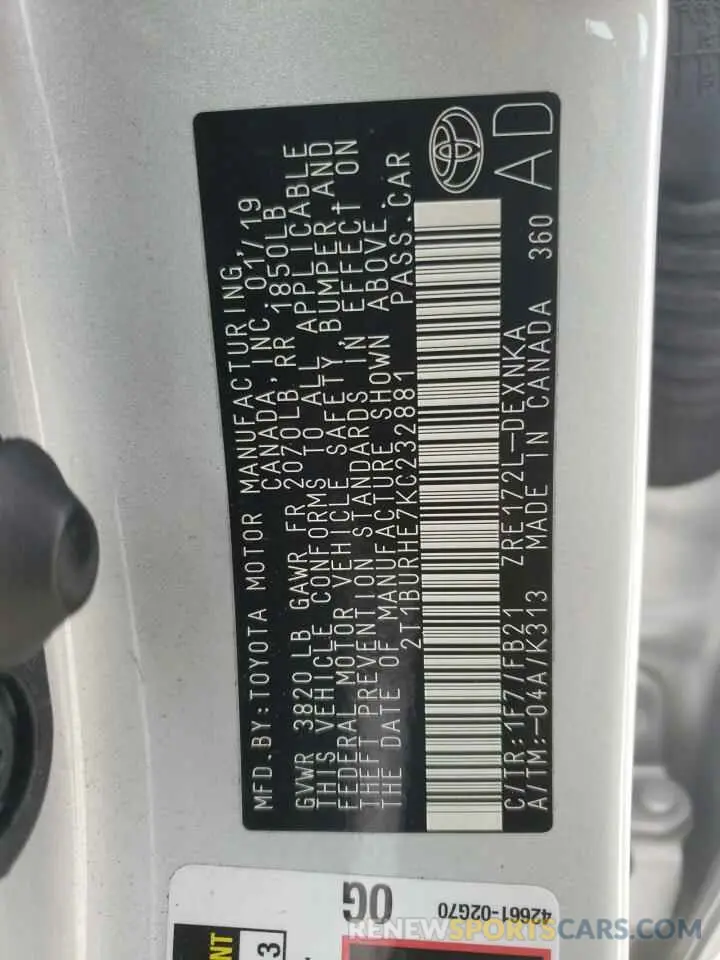 MFD.BY:TOYOTA MOTOR MANUFACTURING,
CANADA,INC. 01/19
GVWR 3820LB GAWR FR 2070LB RR 1850LB
THIS VEHICLE CONFORMS TO ALL APPLICABLE
FEDERAL MOTOR VEHICLE SAFETY, BUMPER, AND
THEFT PREVENTION STANDARDS IN EFFECT ON
THE DATE OF MANUFACTURE SHOWN ABOVE.
2T1BURHE7KC232881 PASS.CAR
C/TR:1F7/FB21 ZRE172L-DEXNKA
A/TM:-04A/K313 MADE IN CANADA 360
AD
OG
42661-02G70
3
RENEWSPORTSCARS.COM